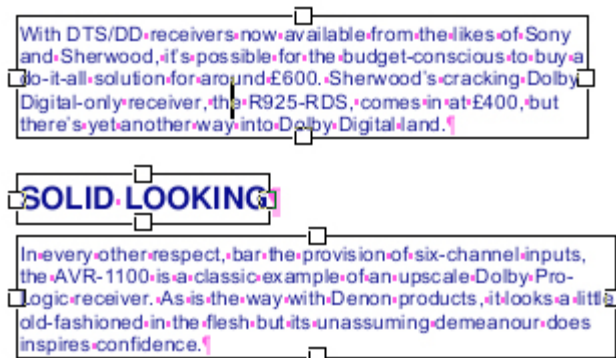 With DTS/DD receivers now available from the likes of Sony
and Sherwood, it's possible for the budget-conscious to buy a
do-it-all solution for around £600. Sherwood's cracking Dolby
Digital-only receiver, the R925-RDS, comes in at £400, but
there's yet another way into Dolby Digital land.¶
SOLID LOOKING¶
In every other respect, bar the provision of six-channel inputs,
the AVR-1100 is a classic example of an upscale Dolby Pro-
Logic receiver. As is the way with Denon products, it looks a little
old-fashioned in the flesh but its unassuming demeanour does
inspires confidence.¶